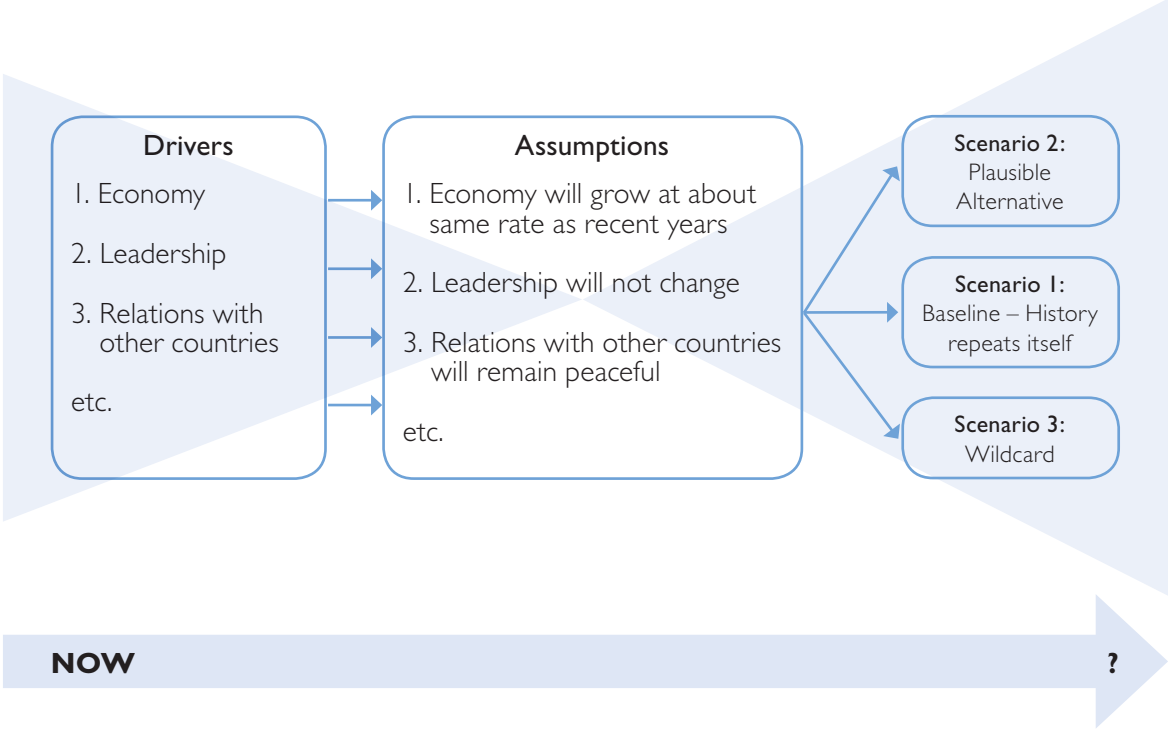 Drivers
1. Economy
2. Leadership
3. Relations with
other countries
etc.
Assumptions
1. Economy will grow at about
same rate as recent years
2. Leadership will not change
3. Relations with other countries
will remain peaceful
etc.
Scenario 2:
Plausible
Alternative
Scenario 1:
Baseline – History
repeats itself
Scenario 3:
Wildcard
NOW
?